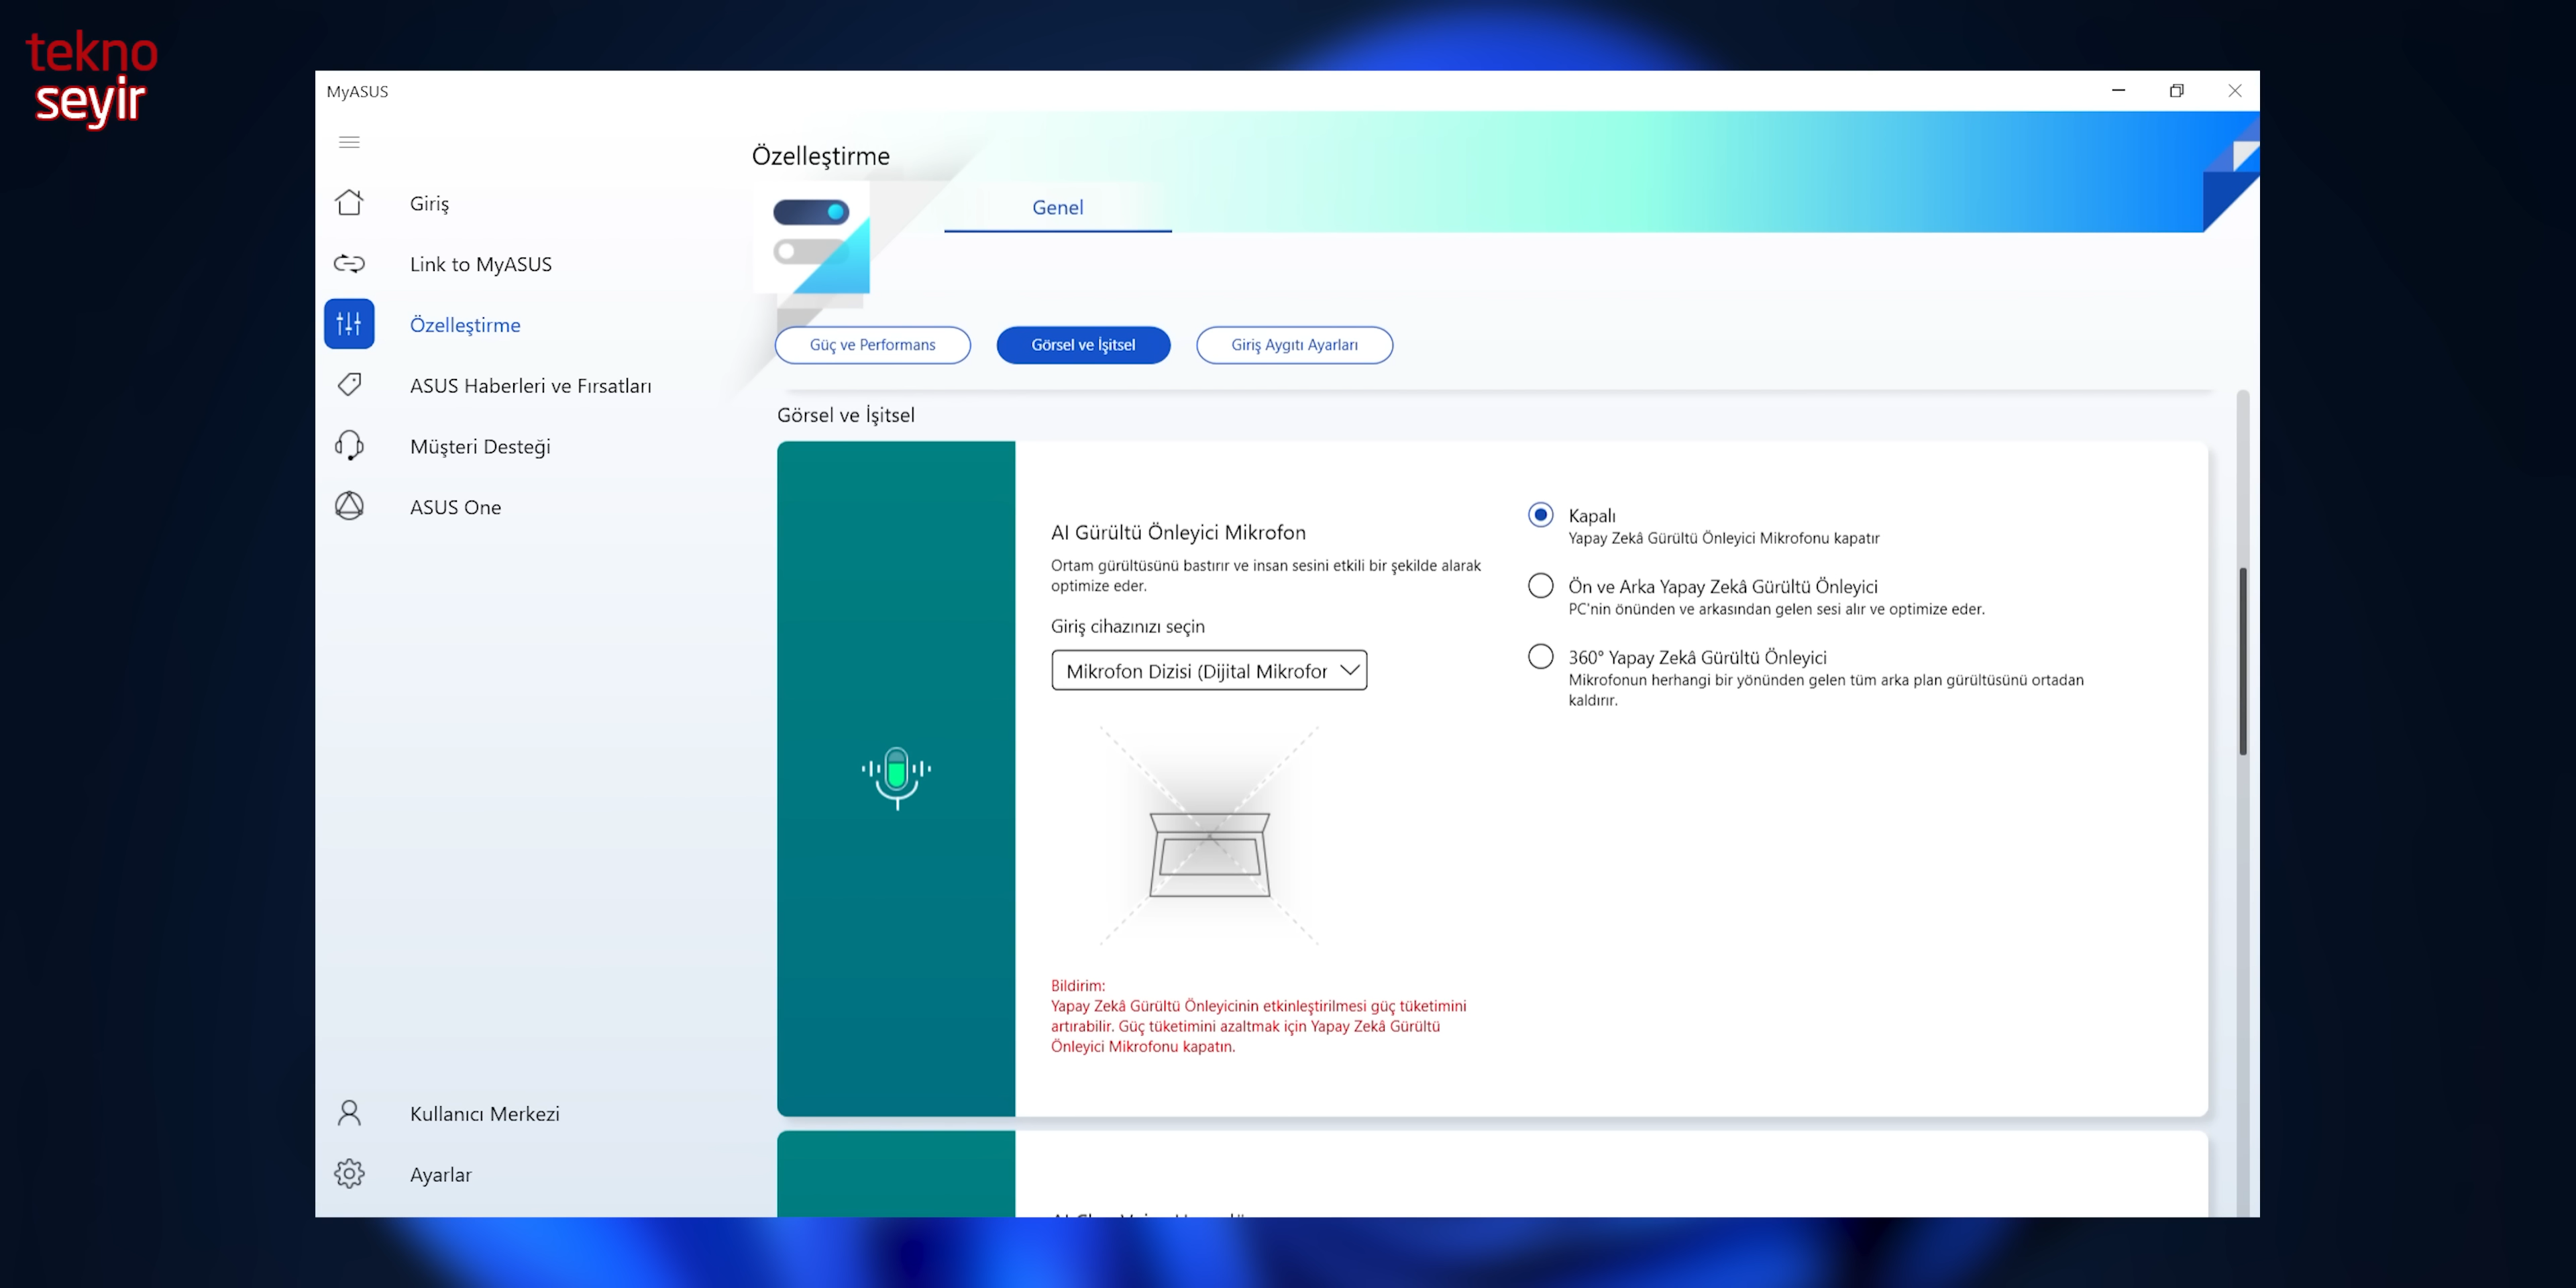 tekno
seyir
MyASUS
Özelleştirme
Giriş
Genel
Link to MyASUS
Özelleştirme
Güç ve Performans
Görsel ve İşitsel
Giriş Aygıtı Ayarları
ASUS Haberleri ve Fırsatları
Görsel ve İşitsel
Müşteri Desteği
ASUS One
AI Gürültü Önleyici Mikrofon
Ortam gürültüsünü bastırır ve insan sesini etkili bir şekilde alarak
optimize eder.
Giriş cihazınızı seçin
Mikrofon Dizisi (Dijital Mikrofor
Kapalı
Yapay Zekâ Gürültü Önleyici Mikrofonu kapatır
Ön ve Arka Yapay Zekâ Gürültü Önleyici
PC'nin önünden ve arkasından gelen sesi alır ve optimize eder.
360° Yapay Zekâ Gürültü Önleyici
Mikrofonun herhangi bir yönünden gelen tüm arka plan gürültüsünü ortadan
kaldırır.
Bildirim:
Yapay Zekâ Gürültü Önleyicinin etkinleştirilmesi güç tüketimini
artırabilir. Güç tüketimini azaltmak için Yapay Zekâ Gürültü
Önleyici Mikrofonu kapatın.
Kullanıcı Merkezi
Ayarlar